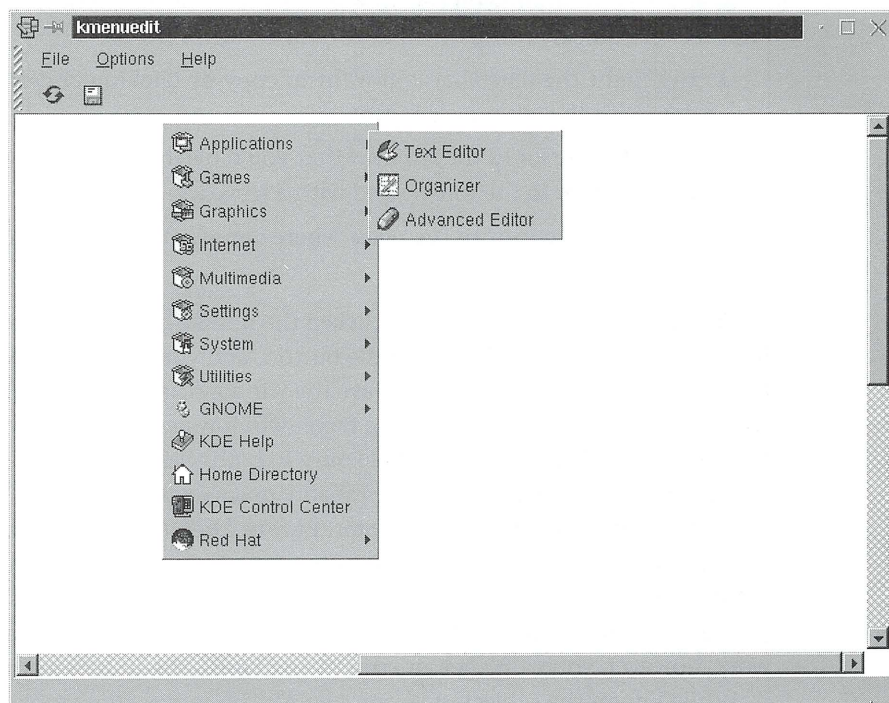 kmenuedit
File Options Help
Applications
Games
Graphics
Internet
Multimedia
Settings
System
Utilities
GNOME
KDE Help
Home Directory
KDE Control Center
Red Hat
Text Editor
Organizer
Advanced Editor